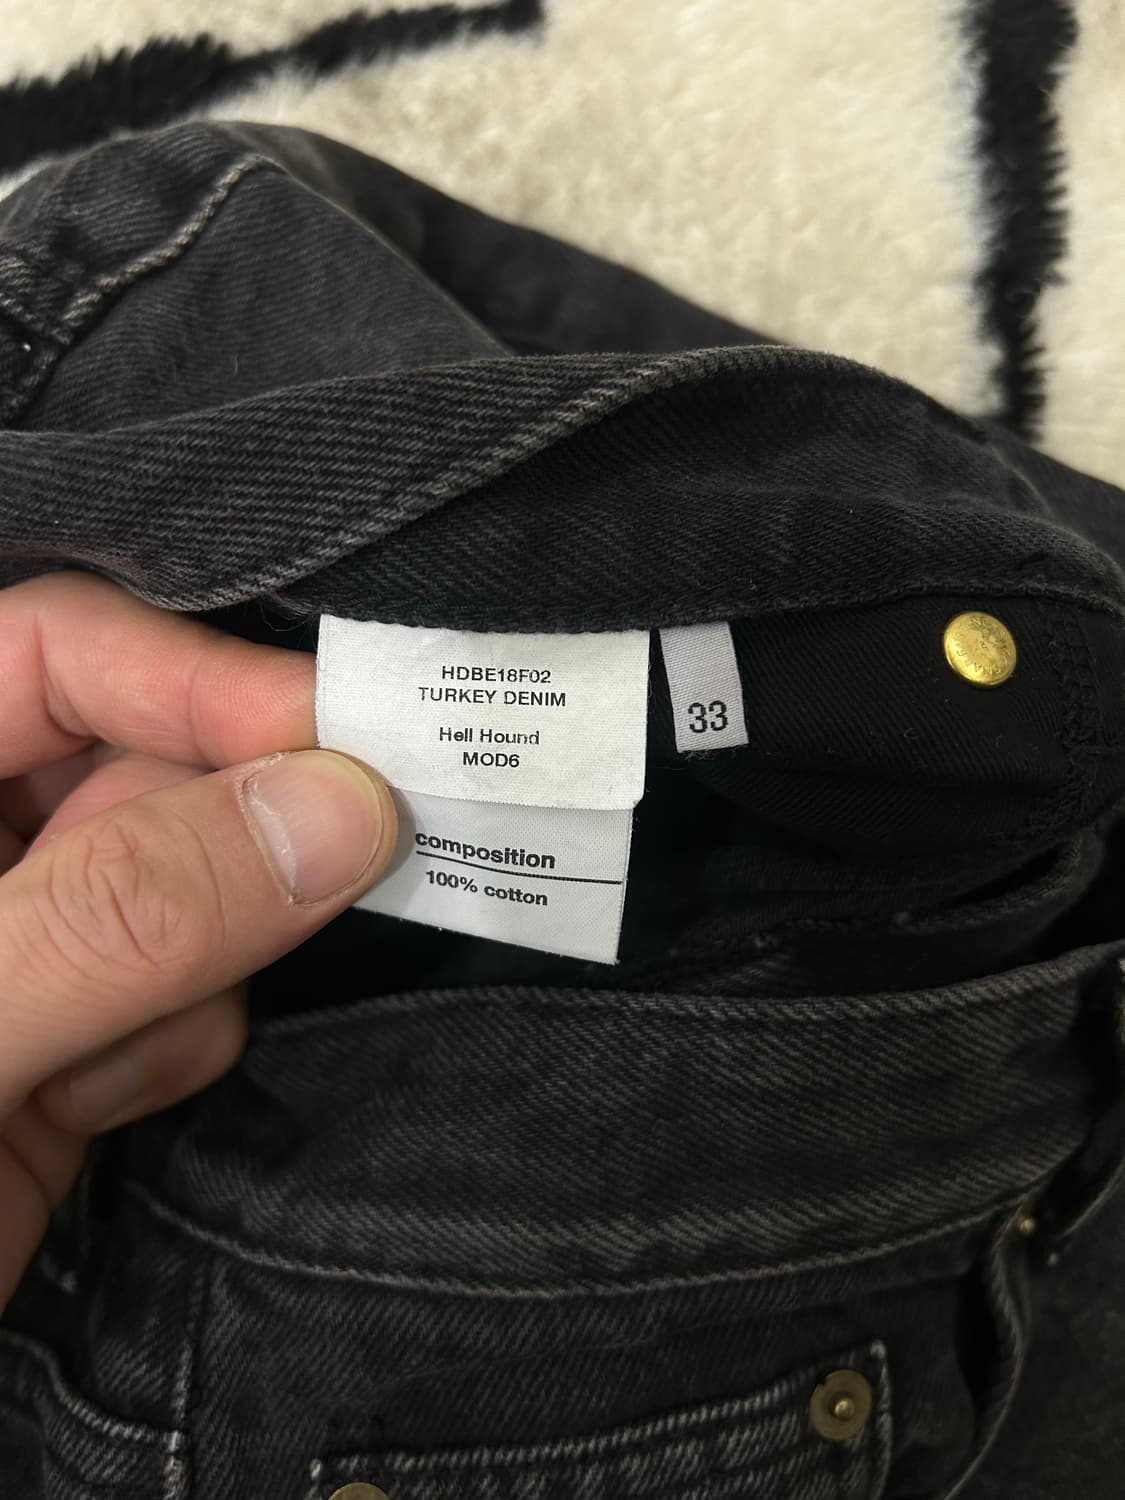 HDBE18F02
TURKEY DENIM
Hell Hound
MOD6
33
composition
100% cotton